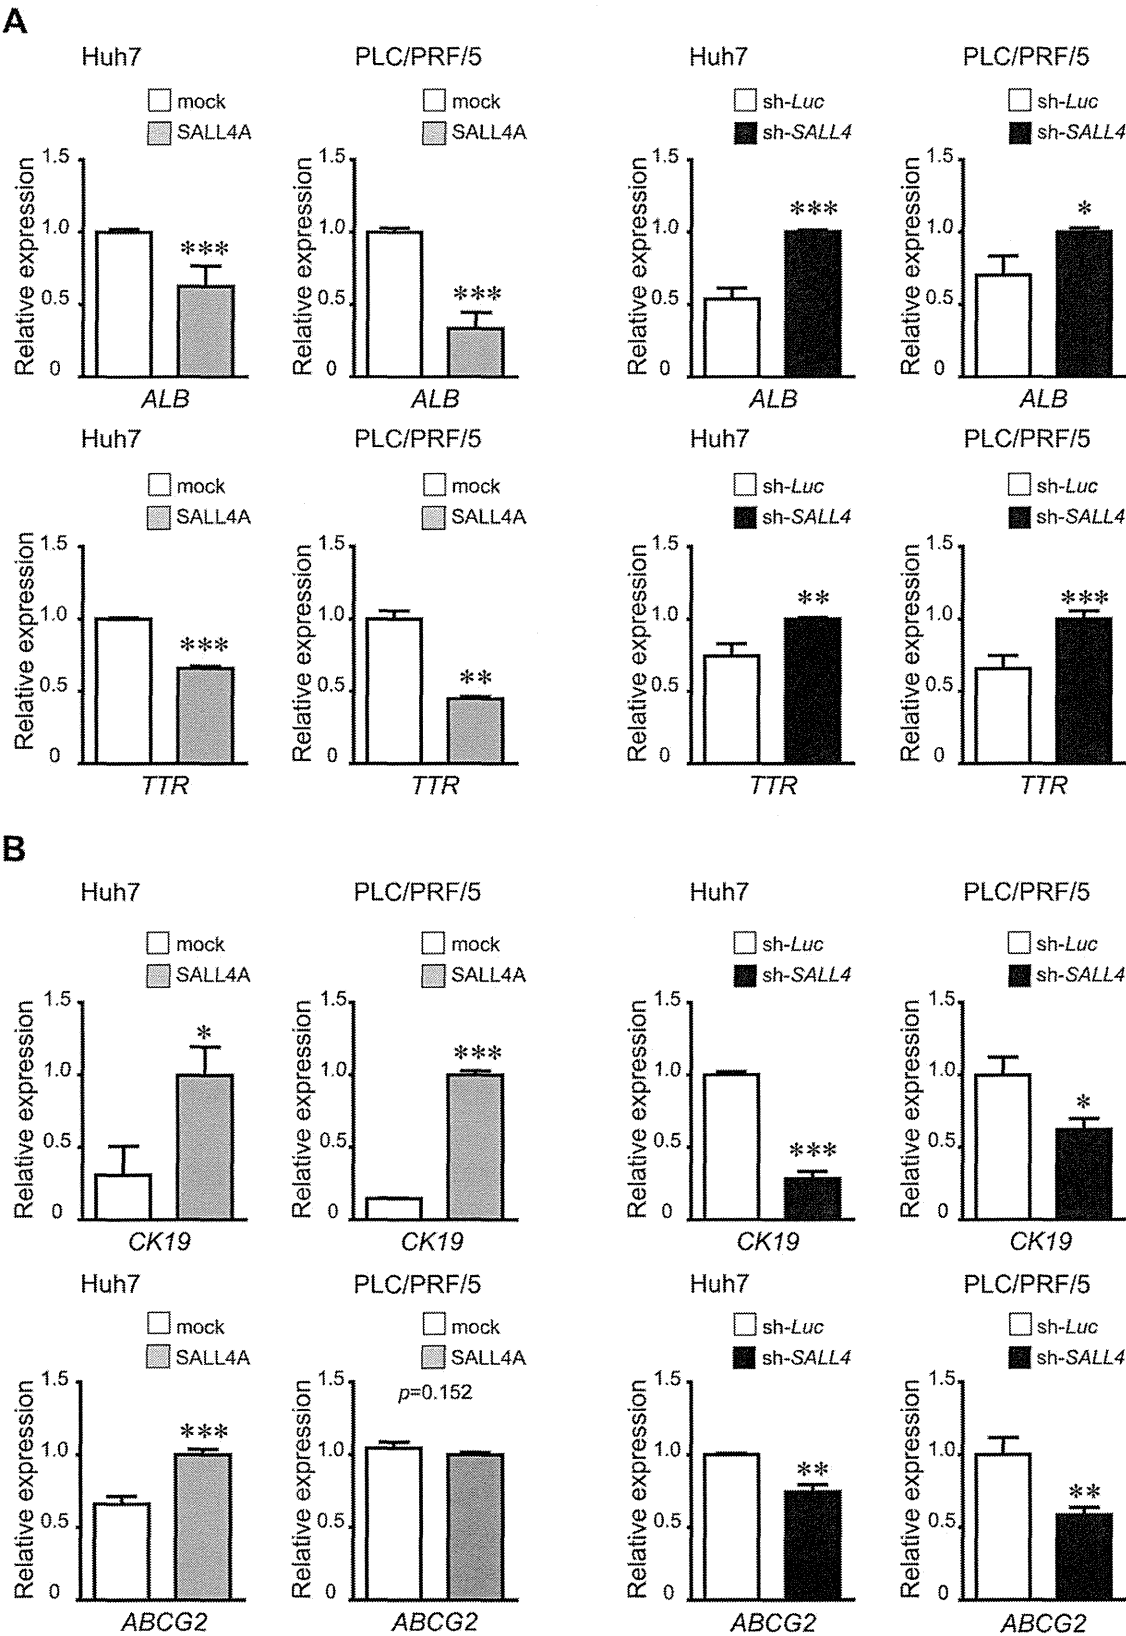 A
Huh7
mock
SALL4A
Relative expression
1.5
1.0
0.5
0
***
ALB
PLC/PRF/5
mock
SALL4A
Relative expression
1.5
1.0
0.5
0
***
ALB
Huh7
sh-Luc
sh-SALL4
Relative expression
1.5
1.0
0.5
0
***
ALB
PLC/PRF/5
sh-Luc
sh-SALL4
Relative expression
1.5
1.0
0.5
0
*
ALB
Huh7
mock
SALL4A
Relative expression
1.5
1.0
0.5
0
***
TTR
PLC/PRF/5
mock
SALL4A
Relative expression
1.5
1.0
0.5
0
**
TTR
Huh7
sh-Luc
sh-SALL4
Relative expression
1.5
1.0
0.5
0
**
TTR
PLC/PRF/5
sh-Luc
sh-SALL4
Relative expression
1.5
1.0
0.5
0
***
TTR
B
Huh7
mock
SALL4A
Relative expression
1.5
1.0
0.5
0
*
CK19
PLC/PRF/5
mock
SALL4A
Relative expression
1.5
1.0
0.5
0
***
CK19
Huh7
sh-Luc
sh-SALL4
Relative expression
1.5
1.0
0.5
0
***
CK19
PLC/PRF/5
sh-Luc
sh-SALL4
Relative expression
1.5
1.0
0.5
0
*
CK19
Huh7
mock
SALL4A
Relative expression
1.5
1.0
0.5
0
***
ABCG2
PLC/PRF/5
mock
SALL4A
Relative expression
1.5
1.0
0.5
0
p=0.152
ABCG2
Huh7
sh-Luc
sh-SALL4
Relative expression
1.5
1.0
0.5
0
**
ABCG2
PLC/PRF/5
sh-Luc
sh-SALL4
Relative expression
1.5
1.0
0.5
0
**
ABCG2